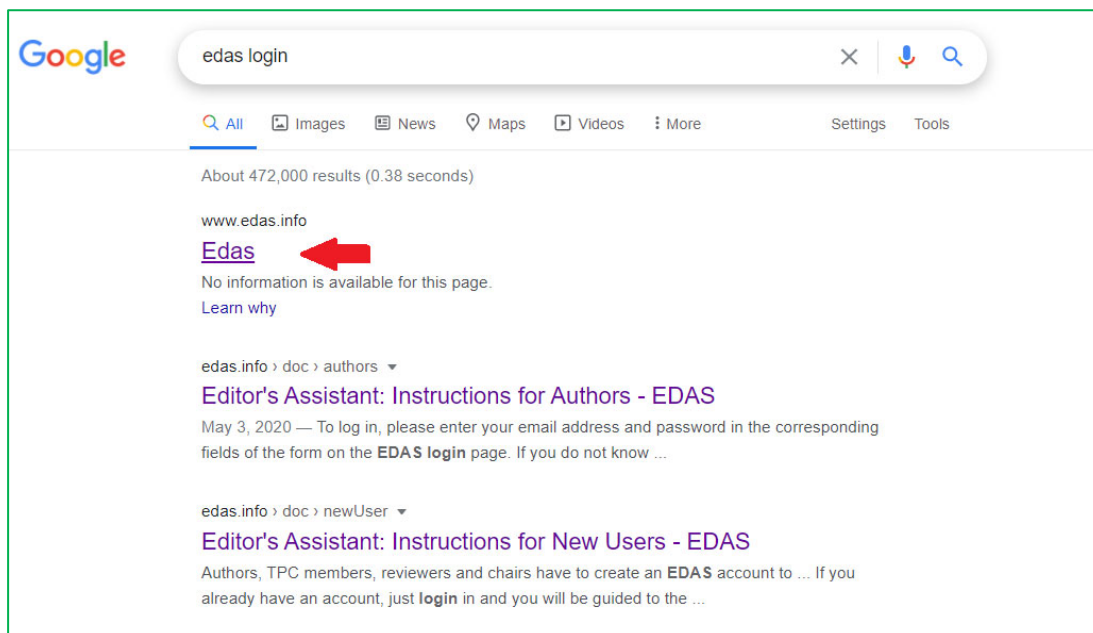 Google
edas login
All Images News Maps Videos More Settings Tools
About 472,000 results (0.38 seconds)
www.edas.info
Edas
No information is available for this page.
Learn why
edas.info › doc › authors
Editor's Assistant: Instructions for Authors - EDAS
May 3, 2020 — To log in, please enter your email address and password in the corresponding
fields of the form on the EDAS login page. If you do not know ...
edas.info › doc › newUser
Editor's Assistant: Instructions for New Users - EDAS
Authors, TPC members, reviewers and chairs have to create an EDAS account to ... If you
already have an account, just login in and you will be guided to the ...